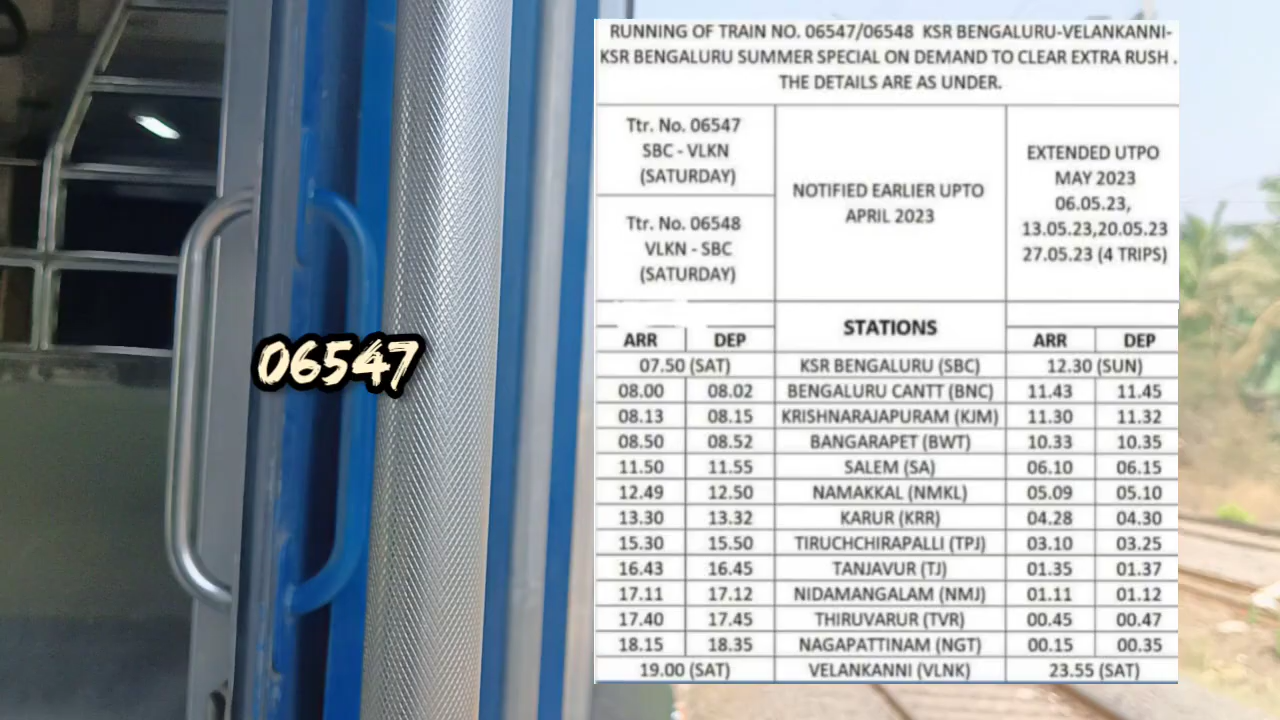 06547
RUNNING OF TRAIN NO. 06547/06548 KSR BENGALURU-VELANKANNI-
KSR BENGALURU SUMMER SPECIAL ON DEMAND TO CLEAR EXTRA RUSH .
THE DETAILS ARE AS UNDER.
Ttr. No. 06547
SBC - VLKN
(SATURDAY)
Ttr. No. 06548
VLKN - SBC
(SATURDAY)
NOTIFIED EARLIER UPTO
APRIL 2023
EXTENDED UTPO
MAY 2023
06.05.23,
13.05.23,20.05.23
27.05.23 (4 TRIPS)
ARR DEP STATIONS ARR DEP
07.50 (SAT) KSR BENGALURU (SBC) 12.30 (SUN)
08.00 08.02 BENGALURU CANTT (BNC) 11.43 11.45
08.13 08.15 KRISHNARAJAPURAM (KJM) 11.30 11.32
08.50 08.52 BANGARAPET (BWT) 10.33 10.35
11.50 11.55 SALEM (SA) 06.10 06.15
12.49 12.50 NAMAKKAL (NMKL) 05.09 05.10
13.30 13.32 KARUR (KRR) 04.28 04.30
15.30 15.50 TIRUCHCHIRAPALLI (TPJ) 03.10 03.25
16.43 16.45 TANJAVUR (TJ) 01.35 01.37
17.11 17.12 NIDAMANGALAM (NMJ) 01.11 01.12
17.40 17.45 THIRUVARUR (TVR) 00.45 00.47
18.15 18.35 NAGAPATTINAM (NGT) 00.15 00.35
19.00 (SAT) VELANKANNI (VLNK) 23.55 (SAT)